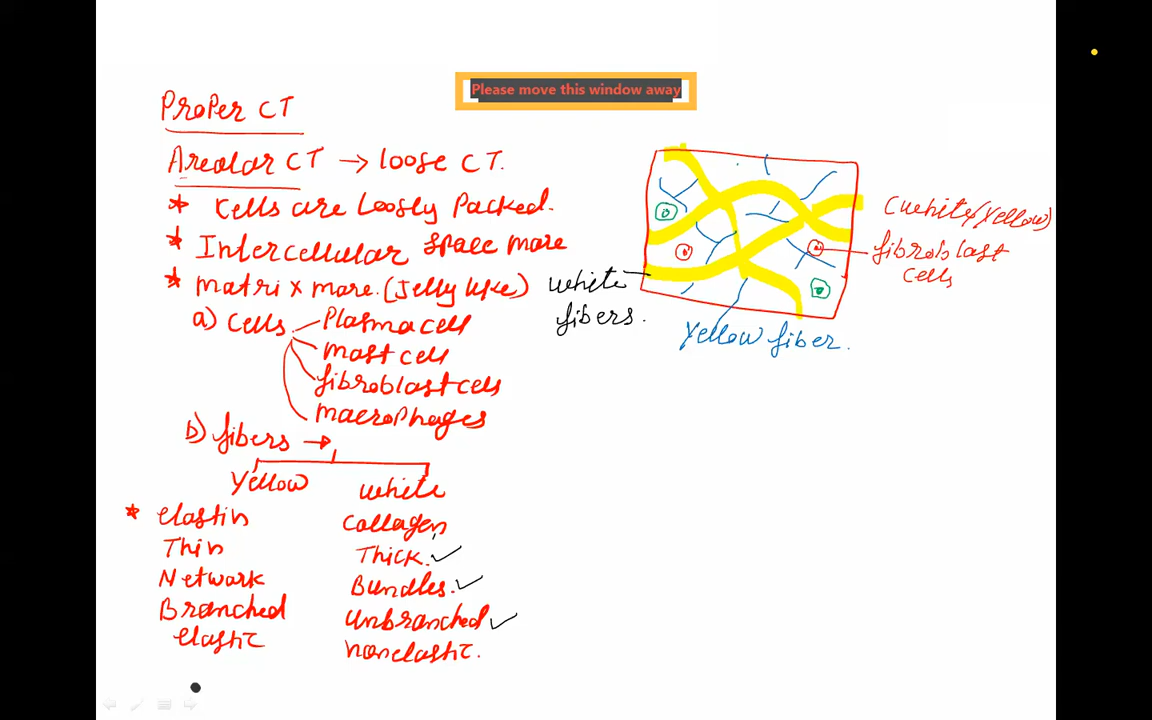 Please move this window away
Proper CT
Areolar CT → loose CT.
* Cells are Loosly Packed.
* Intercellular space more
* matrix more. (Jelly like)
a) cells
Plasma cell
mast cell
fibroblast cells
macrophages
b) fibers →
Yellow White
* elastin Collagen
Thin Thick. ✓
Network Bundles. ✓
Branched Unbranched ✓
elastic nonelastic.
White
fibers.
Yellow fiber.
(white/Yellow)
fibroblast
cells